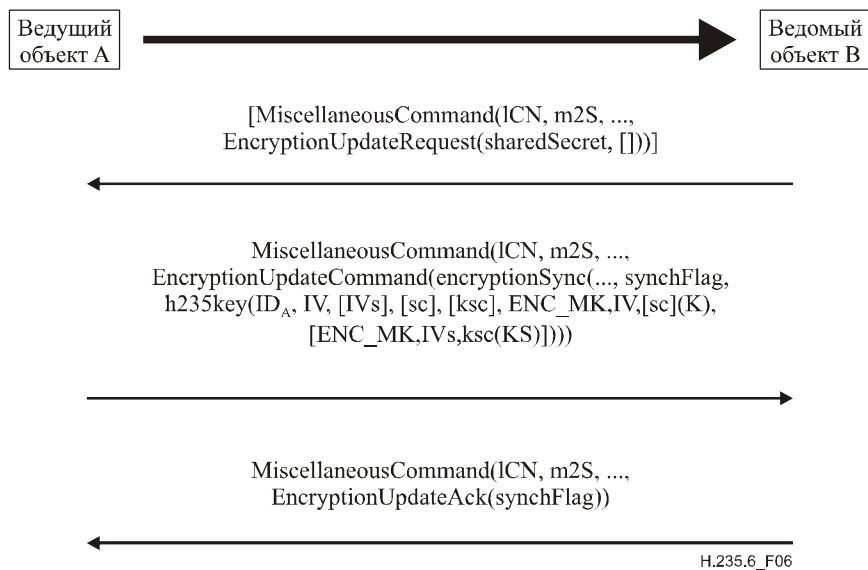 Ведущий
объект A
Ведомый
объект B
[MiscellaneousCommand(lCN, m2S, ...,
EncryptionUpdateRequest(sharedSecret, []))]
MiscellaneousCommand(lCN, m2S, ...,
EncryptionUpdateCommand(encryptionSync(..., synchFlag,
h235key(ID_A, IV, [IVs], [sc], [ksc], ENC_MK,IV,[sc](K),
[ENC_MK,IVs,ksc(KS)])))
MiscellaneousCommand(lCN, m2S, ...,
EncryptionUpdateAck(synchFlag))
H.235.6_F06